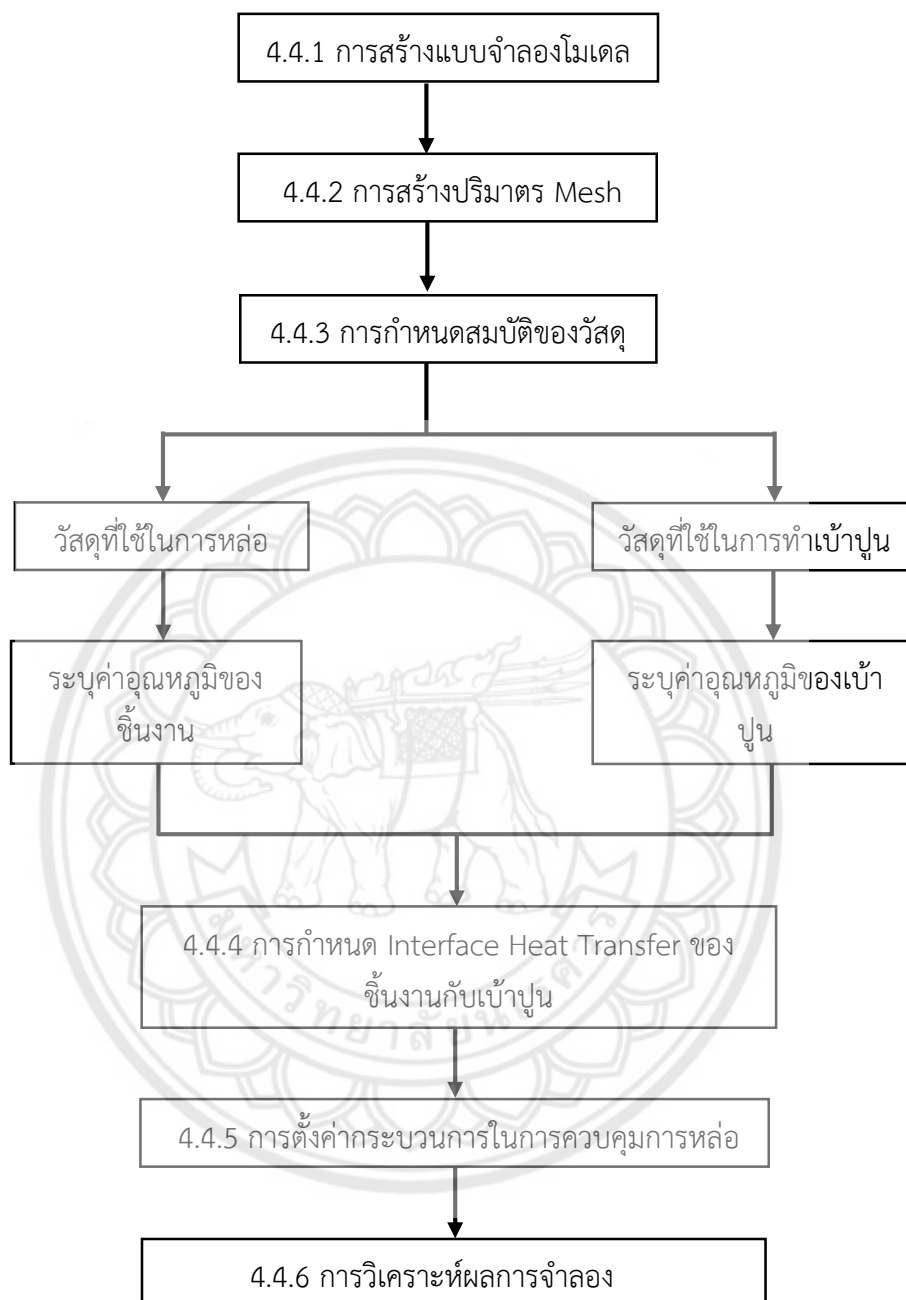 4.4.1 การสร้างแบบจำลองโมเดล
4.4.2 การสร้างปริมาตร Mesh
4.4.3 การกำหนดสมบัติของวัสดุ
วัสดุที่ใช้ในการหล่อ
วัสดุที่ใช้ในการทำเบ้าปูน
ระบุค่าอุณหภูมิของ
ชิ้นงาน
ระบุค่าอุณหภูมิของเบ้า
ปูน
4.4.4 การกำหนด Interface Heat Transfer ของ
ชิ้นงานกับเบ้าปูน
4.4.5 การตั้งค่ากระบวนการในการควบคุมการหล่อ
4.4.6 การวิเคราะห์ผลการจำลอง